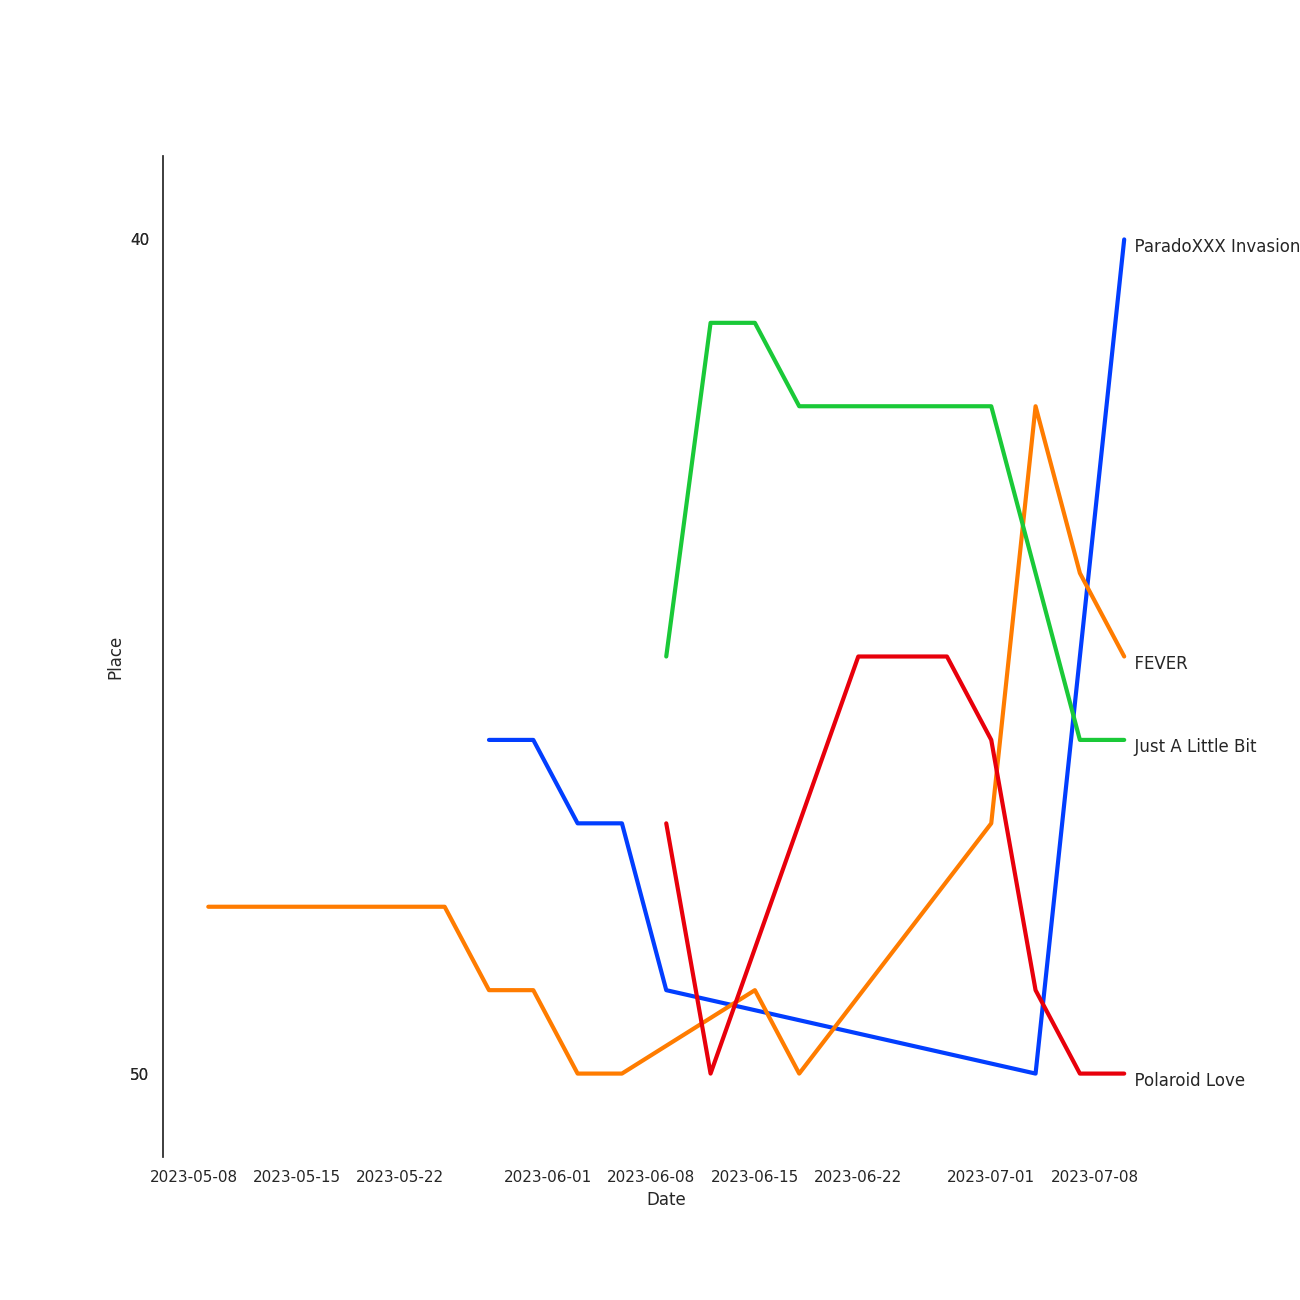 40
ParadoXXX Invasion
Place
FEVER
Just A Little Bit
50
Polaroid Love
2023-05-08 2023-05-15 2023-05-22 2023-06-01 2023-06-08 2023-06-15 2023-06-22 2023-07-01 2023-07-08
Date